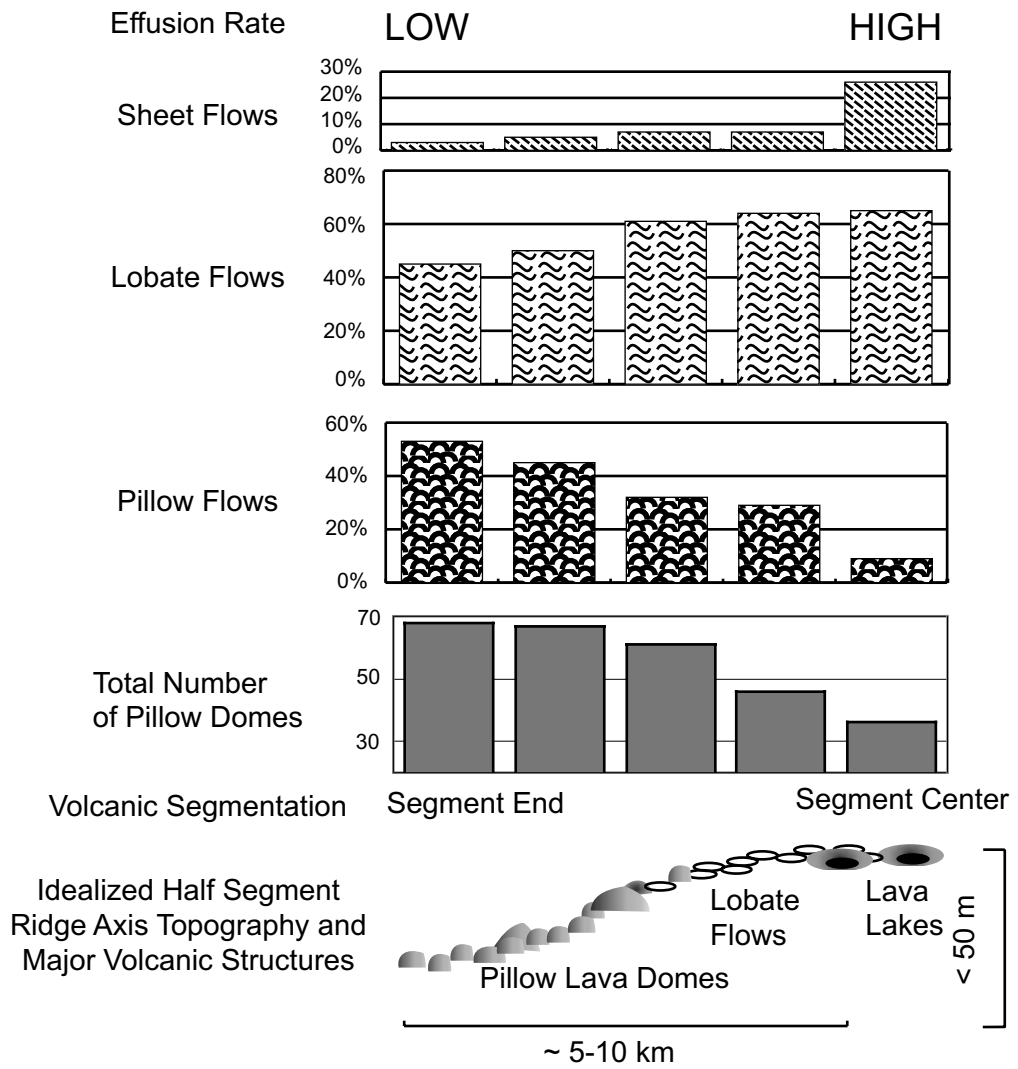 Effusion Rate LOW HIGH
Sheet Flows
30%
20%
10%
0%
Lobate Flows
80%
60%
40%
20%
0%
Pillow Flows
60%
40%
20%
0%
Total Number
of Pillow Domes
70
50
30
Volcanic Segmentation Segment End Segment Center
Idealized Half Segment
Ridge Axis Topography and
Major Volcanic Structures
Pillow Lava Domes
Lobate
Flows
Lava
Lakes
< 50 m
~ 5-10 km